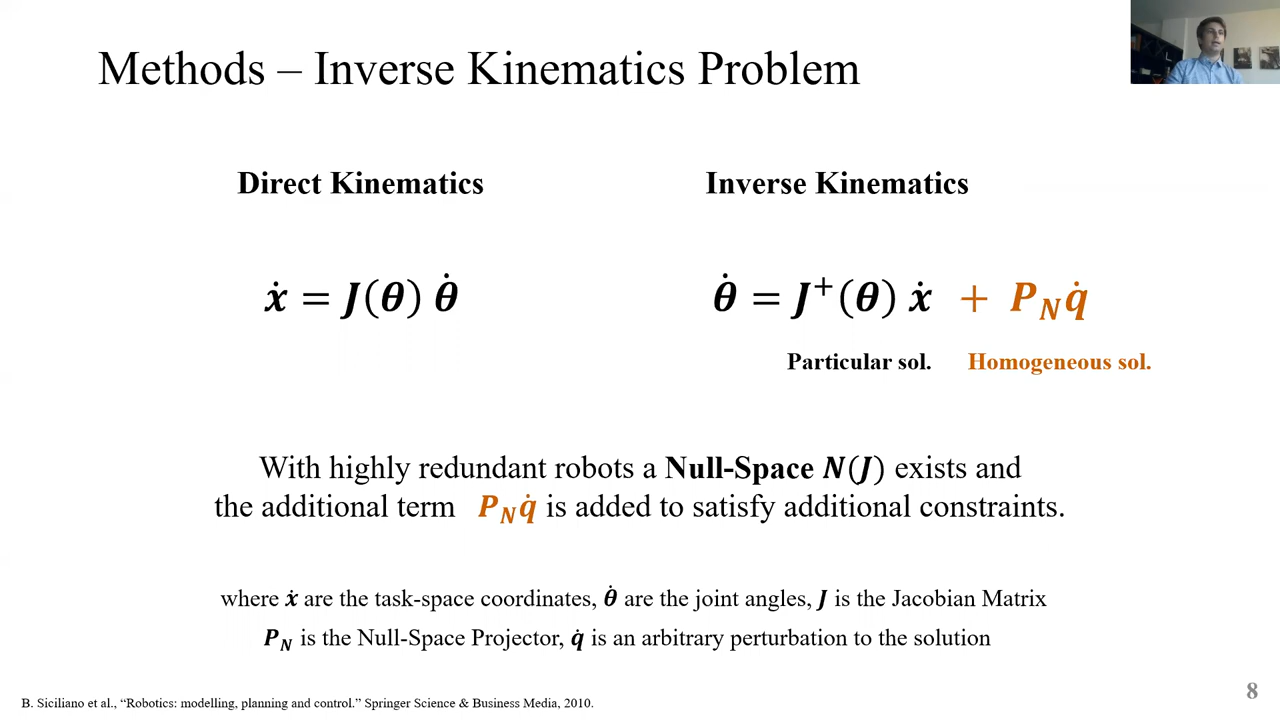 Methods – Inverse Kinematics Problem
Direct Kinematics
Inverse Kinematics
ẋ = J(θ) θ̇
θ̇ = J⁺(θ) ẋ + P_N q̇
Particular sol.
Homogeneous sol.
With highly redundant robots a Null-Space N(J) exists and
the additional term P_N q̇ is added to satisfy additional constraints.
where ẋ are the task-space coordinates, θ̇ are the joint angles, J is the Jacobian Matrix
P_N is the Null-Space Projector, q̇ is an arbitrary perturbation to the solution
B. Siciliano et al., “Robotics: modelling, planning and control.” Springer Science & Business Media, 2010.
8